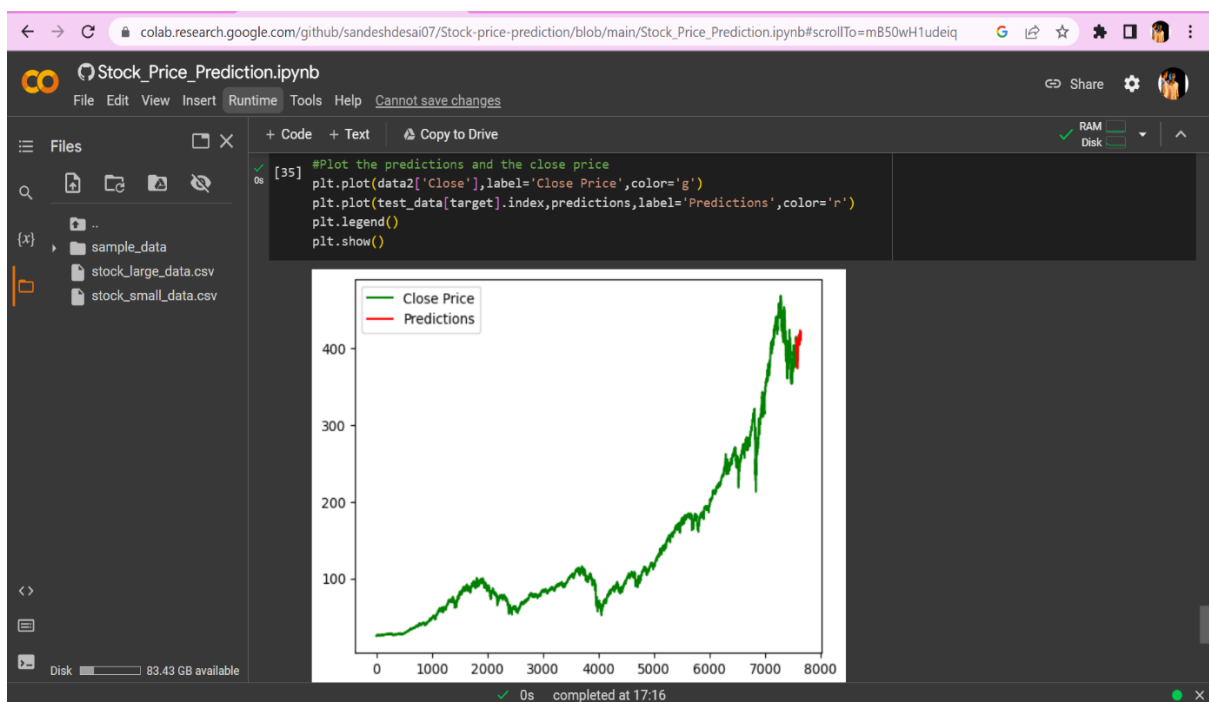 colab.research.google.com/github/sandeshdesai07/Stock-price-prediction/blob/main/Stock_Price_Prediction.ipynb#scrollTo=mB50wH1udeiq
Stock_Price_Prediction.ipynb
File Edit View Insert Runtime Tools Help Cannot save changes
Share
Files
+ Code + Text Copy to Drive
RAM
Disk
{x}
..
sample_data
stock_large_data.csv
stock_small_data.csv
0s
[35]
#Plot the predictions and the close price
plt.plot(data2['Close'],label='Close Price',color='g')
plt.plot(test_data[target].index,predictions,label='Predictions',color='r')
plt.legend()
plt.show()
Close Price
Predictions
400
300
200
100
0 1000 2000 3000 4000 5000 6000 7000 8000
Disk 83.43 GB available
0s completed at 17:16